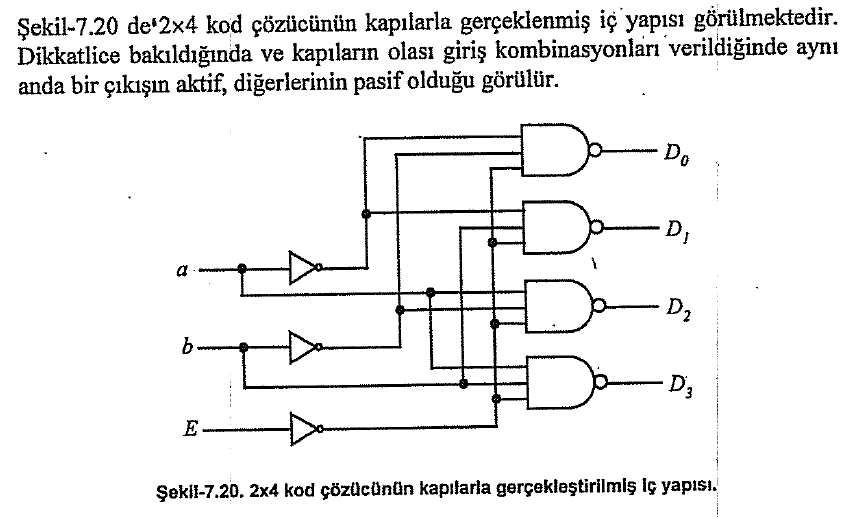 Şekil-7.20 de'2x4 kod çözücünün kapılarla gerçeklenmiş iç yapısı görülmektedir.
Dikkatlice bakıldığında ve kapıların olası giriş kombinasyonları verildiğinde aynı
anda bir çıkışın aktif, diğerlerinin pasif olduğu görülür.
D0
D1
a
D2
b
D3
E
Şekil-7.20. 2x4 kod çözücünün kapılarla gerçekleştirilmiş iç yapısı.